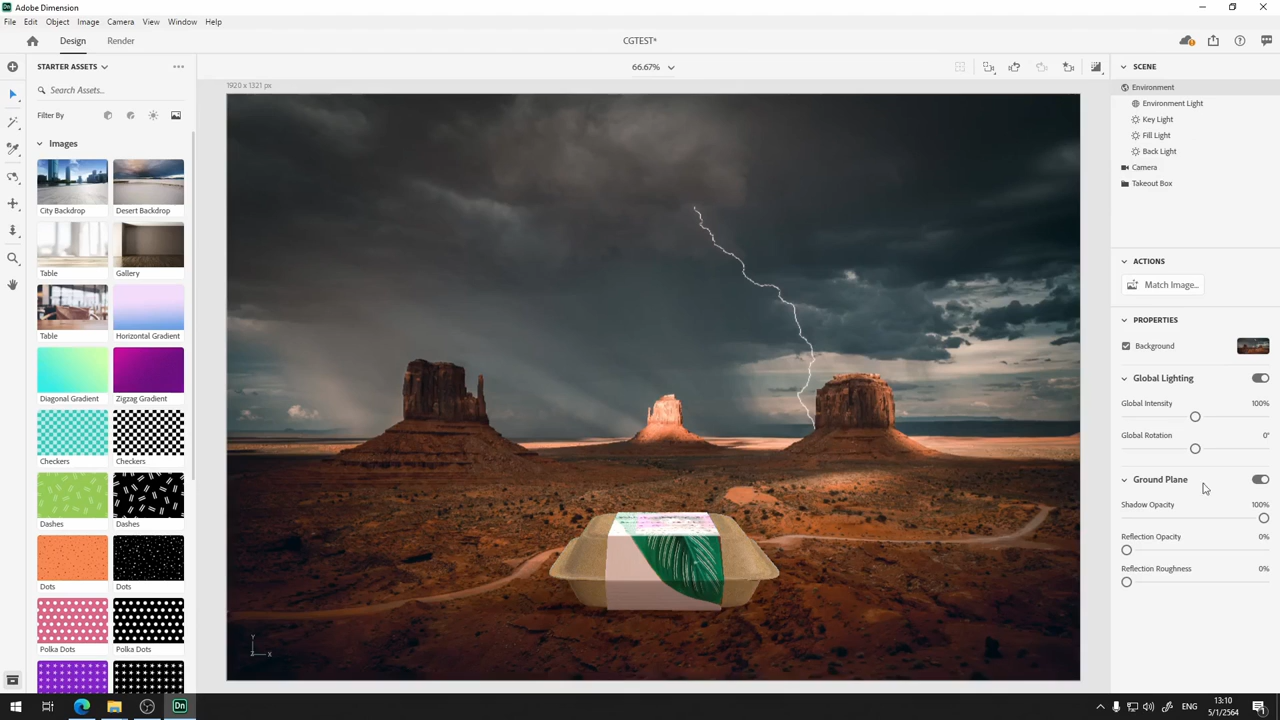 Adobe Dimension
File Edit Object Image Camera View Window Help
Design Render
CGTEST*
STARTER ASSETS
66.67%
Search Assets...
1920 x 1321 px
Filter By
Images
City Backdrop Desert Backdrop
Table Gallery
Table Horizontal Gradient
Diagonal Gradient Zigzag Gradient
Checkers Checkers
Dashes Dashes
Dots Dots
Polka Dots Polka Dots
Y
Z X
SCENE
Environment
Environment Light
Key Light
Fill Light
Back Light
Camera
Takeout Box
ACTIONS
Match Image...
PROPERTIES
Background
Global Lighting
Global Intensity 100%
Global Rotation 0°
Ground Plane
Shadow Opacity 100%
Reflection Opacity 0%
Reflection Roughness 0%
Dn
ENG
13:10
5/1/2564